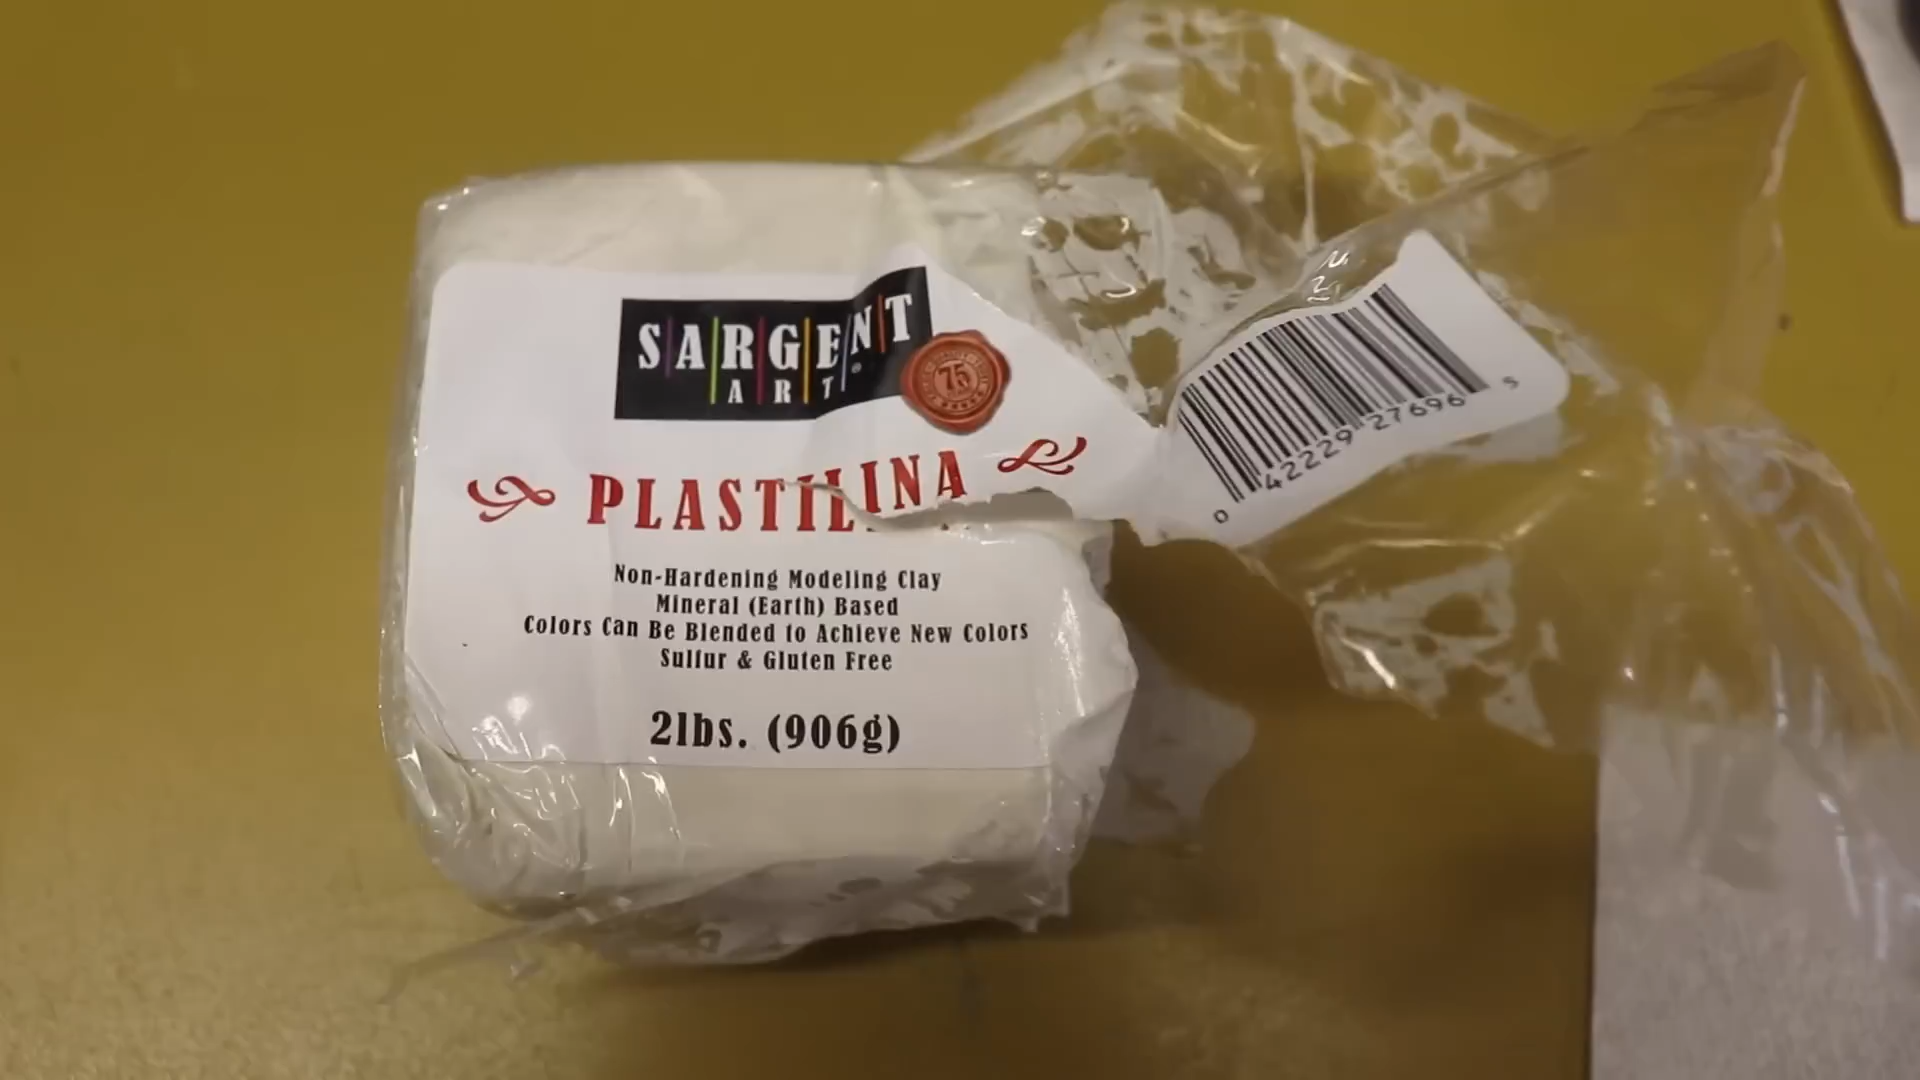 SARGENT
ART®
75
PLASTILINA
Non-Hardening Modeling Clay
Mineral (Earth) Based
Colors Can Be Blended to Achieve New Colors
Sulfur & Gluten Free
2lbs. (906g)
0 42229 27696 5